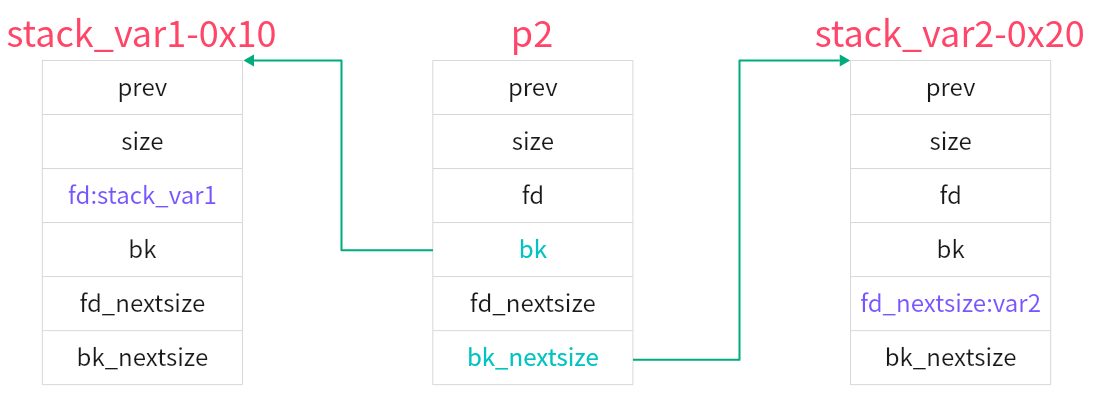 stack_var1-0x10
prev
size
fd:stack_var1
bk
fd_nextsize
bk_nextsize
p2
prev
size
fd
bk
fd_nextsize
bk_nextsize
stack_var2-0x20
prev
size
fd
bk
fd_nextsize:var2
bk_nextsize